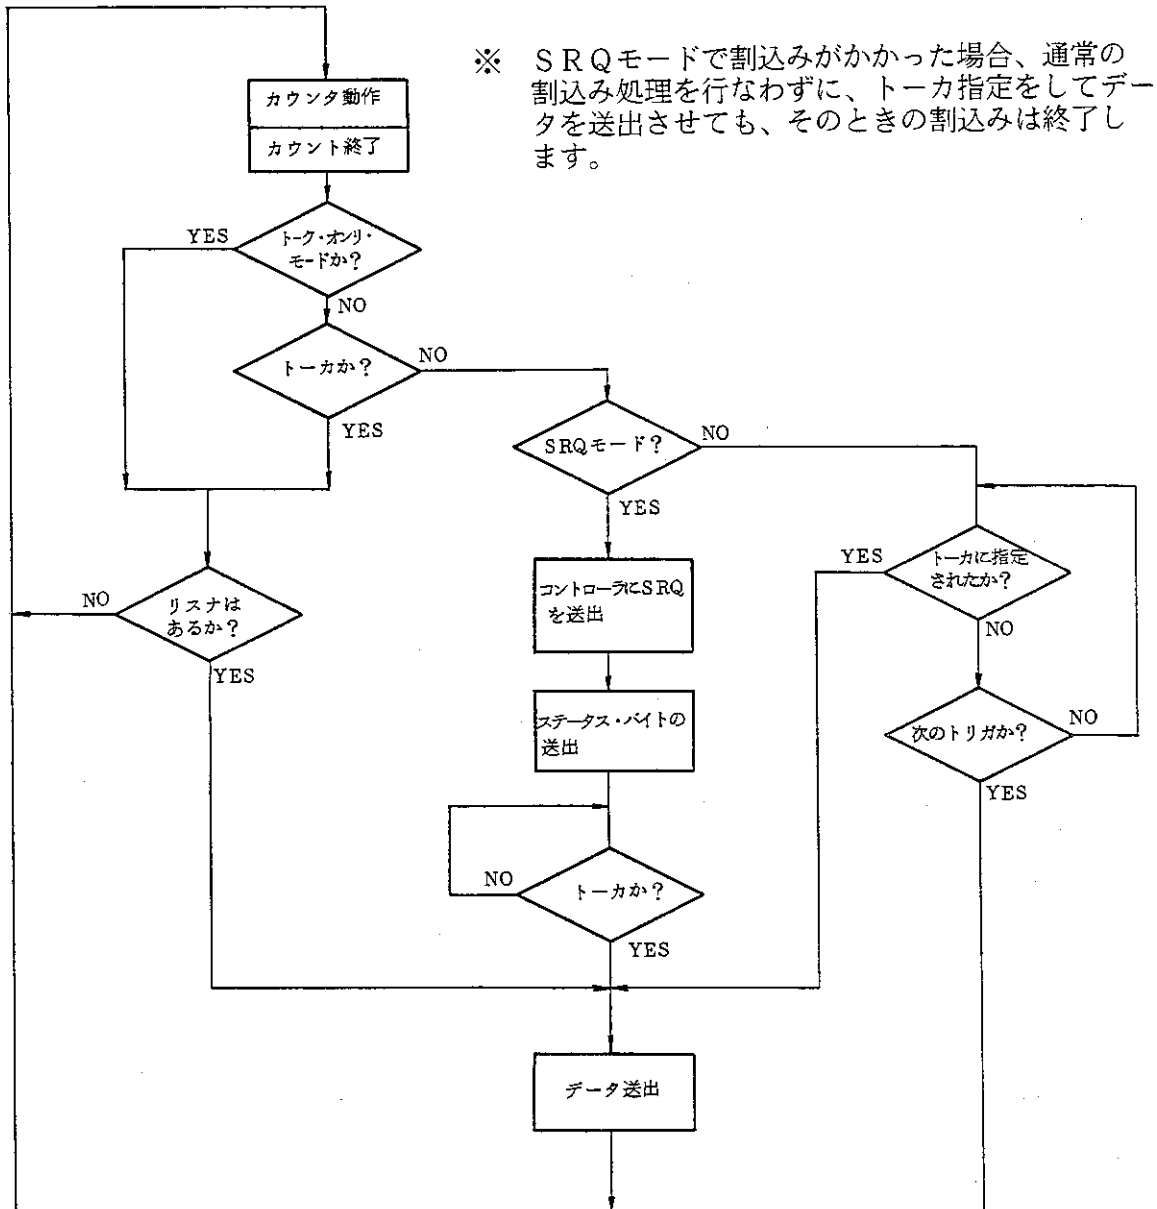 ※ SRQモードで割込みがかかった場合、通常の
割込み処理を行なわずに、トーカ指定をしてデー
タを送出させても、そのときの割込みは終了し
ます。
カウンタ動作
カウント終了
YES
トーク・オンリ・
モードか?
NO
トーカか?
NO
YES
SRQモード?
NO
YES
YES
トーカに指定
されたか?
NO
コントローラにSRQ
を送出
NO
リスナは
あるか?
YES
ステータス・バイトの
送出
次のトリガか?
NO
YES
NO
トーカか?
YES
データ送出